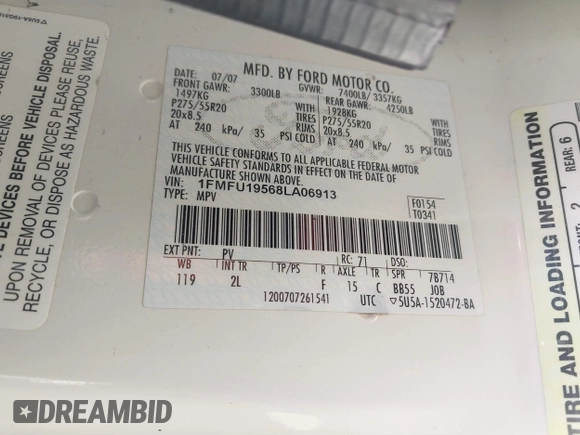 MFD. BY FORD MOTOR CO.
DATE: 07/07 GVWR: 7400LB/ 3357KG
FRONT GAWR: 3300LB REAR GAWR: 4250LB
1497KG 1928KG
P275/55R20 TIRES P275/55R20 WITH TIRES
20x8.5 RIMS 20x8.5 RIMS
AT 240 kPa/ 35 PSI COLD AT 240 kPa/ 35 PSI COLD
THIS VEHICLE CONFORMS TO ALL APPLICABLE FEDERAL MOTOR
VEHICLE SAFETY STANDARDS IN EFFECT ON THE DATE OF
MANUFACTURE SHOWN ABOVE.
VIN: 1FMFU19568LA06913
TYPE: MPV
F0154
T0341
EXT PNT: PV RC: 71 DSO:
WB INT TR TP/PS R AXLE TR SPR 7B714
119 2L F 15 C BB55 JOB
1200707261541 UTC ▽5U5A-1520472-BA
VE DEVICES BEFORE VEHICLE DISPOSAL.
UPON REMOVAL OF DEVICES PLEASE REUSE,
RECYCLE, OR DISPOSE AS HAZARDOUS WASTE.
SCREENS
SCREENS
TIRE AND LOADING INFORMATION
REAR: 6
2
DREAMBID